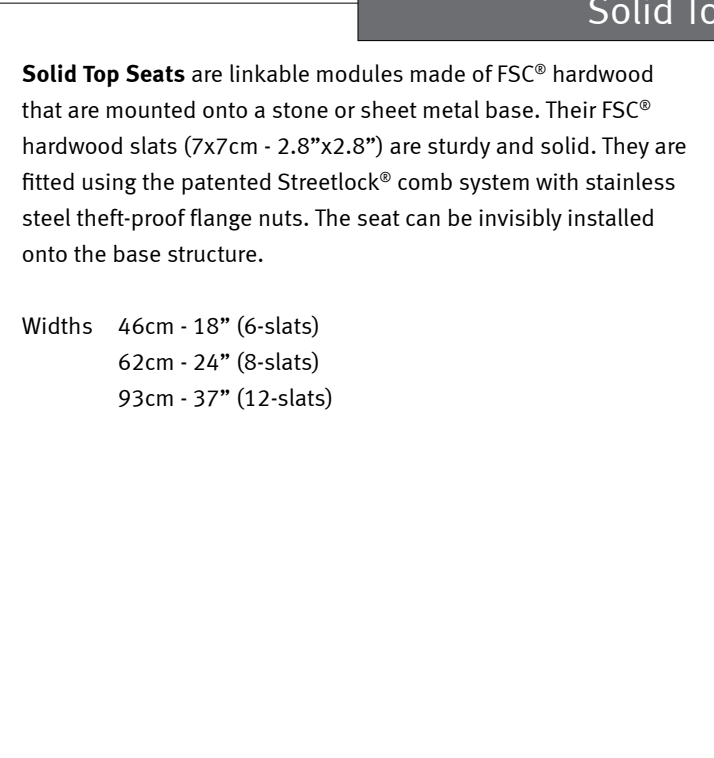 Solid To
Solid Top Seats are linkable modules made of FSC® hardwood
that are mounted onto a stone or sheet metal base. Their FSC®
hardwood slats (7x7cm - 2.8”x2.8”) are sturdy and solid. They are
fitted using the patented Streetlock® comb system with stainless
steel theft-proof flange nuts. The seat can be invisibly installed
onto the base structure.
Widths 46cm - 18” (6-slats)
62cm - 24” (8-slats)
93cm - 37” (12-slats)